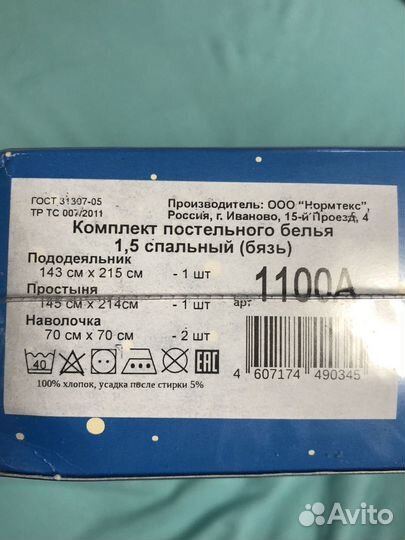 ГОСТ 31307-05
ТР ТС 007/2011
Производитель: ООО "Нормтекс",
Россия, г. Иваново, 15-й Проезд, 4
Комплект постельного белья
1,5 спальный (бязь)
Пододеяльник
143 см х 215 см - 1 шт
Простыня
145 см х 214см - 1 шт
арт 1100А
Наволочка
70 см х 70 см - 2 шт
40
EAC
100% хлопок, усадка после стирки 5%
4 607174 490345
Avito